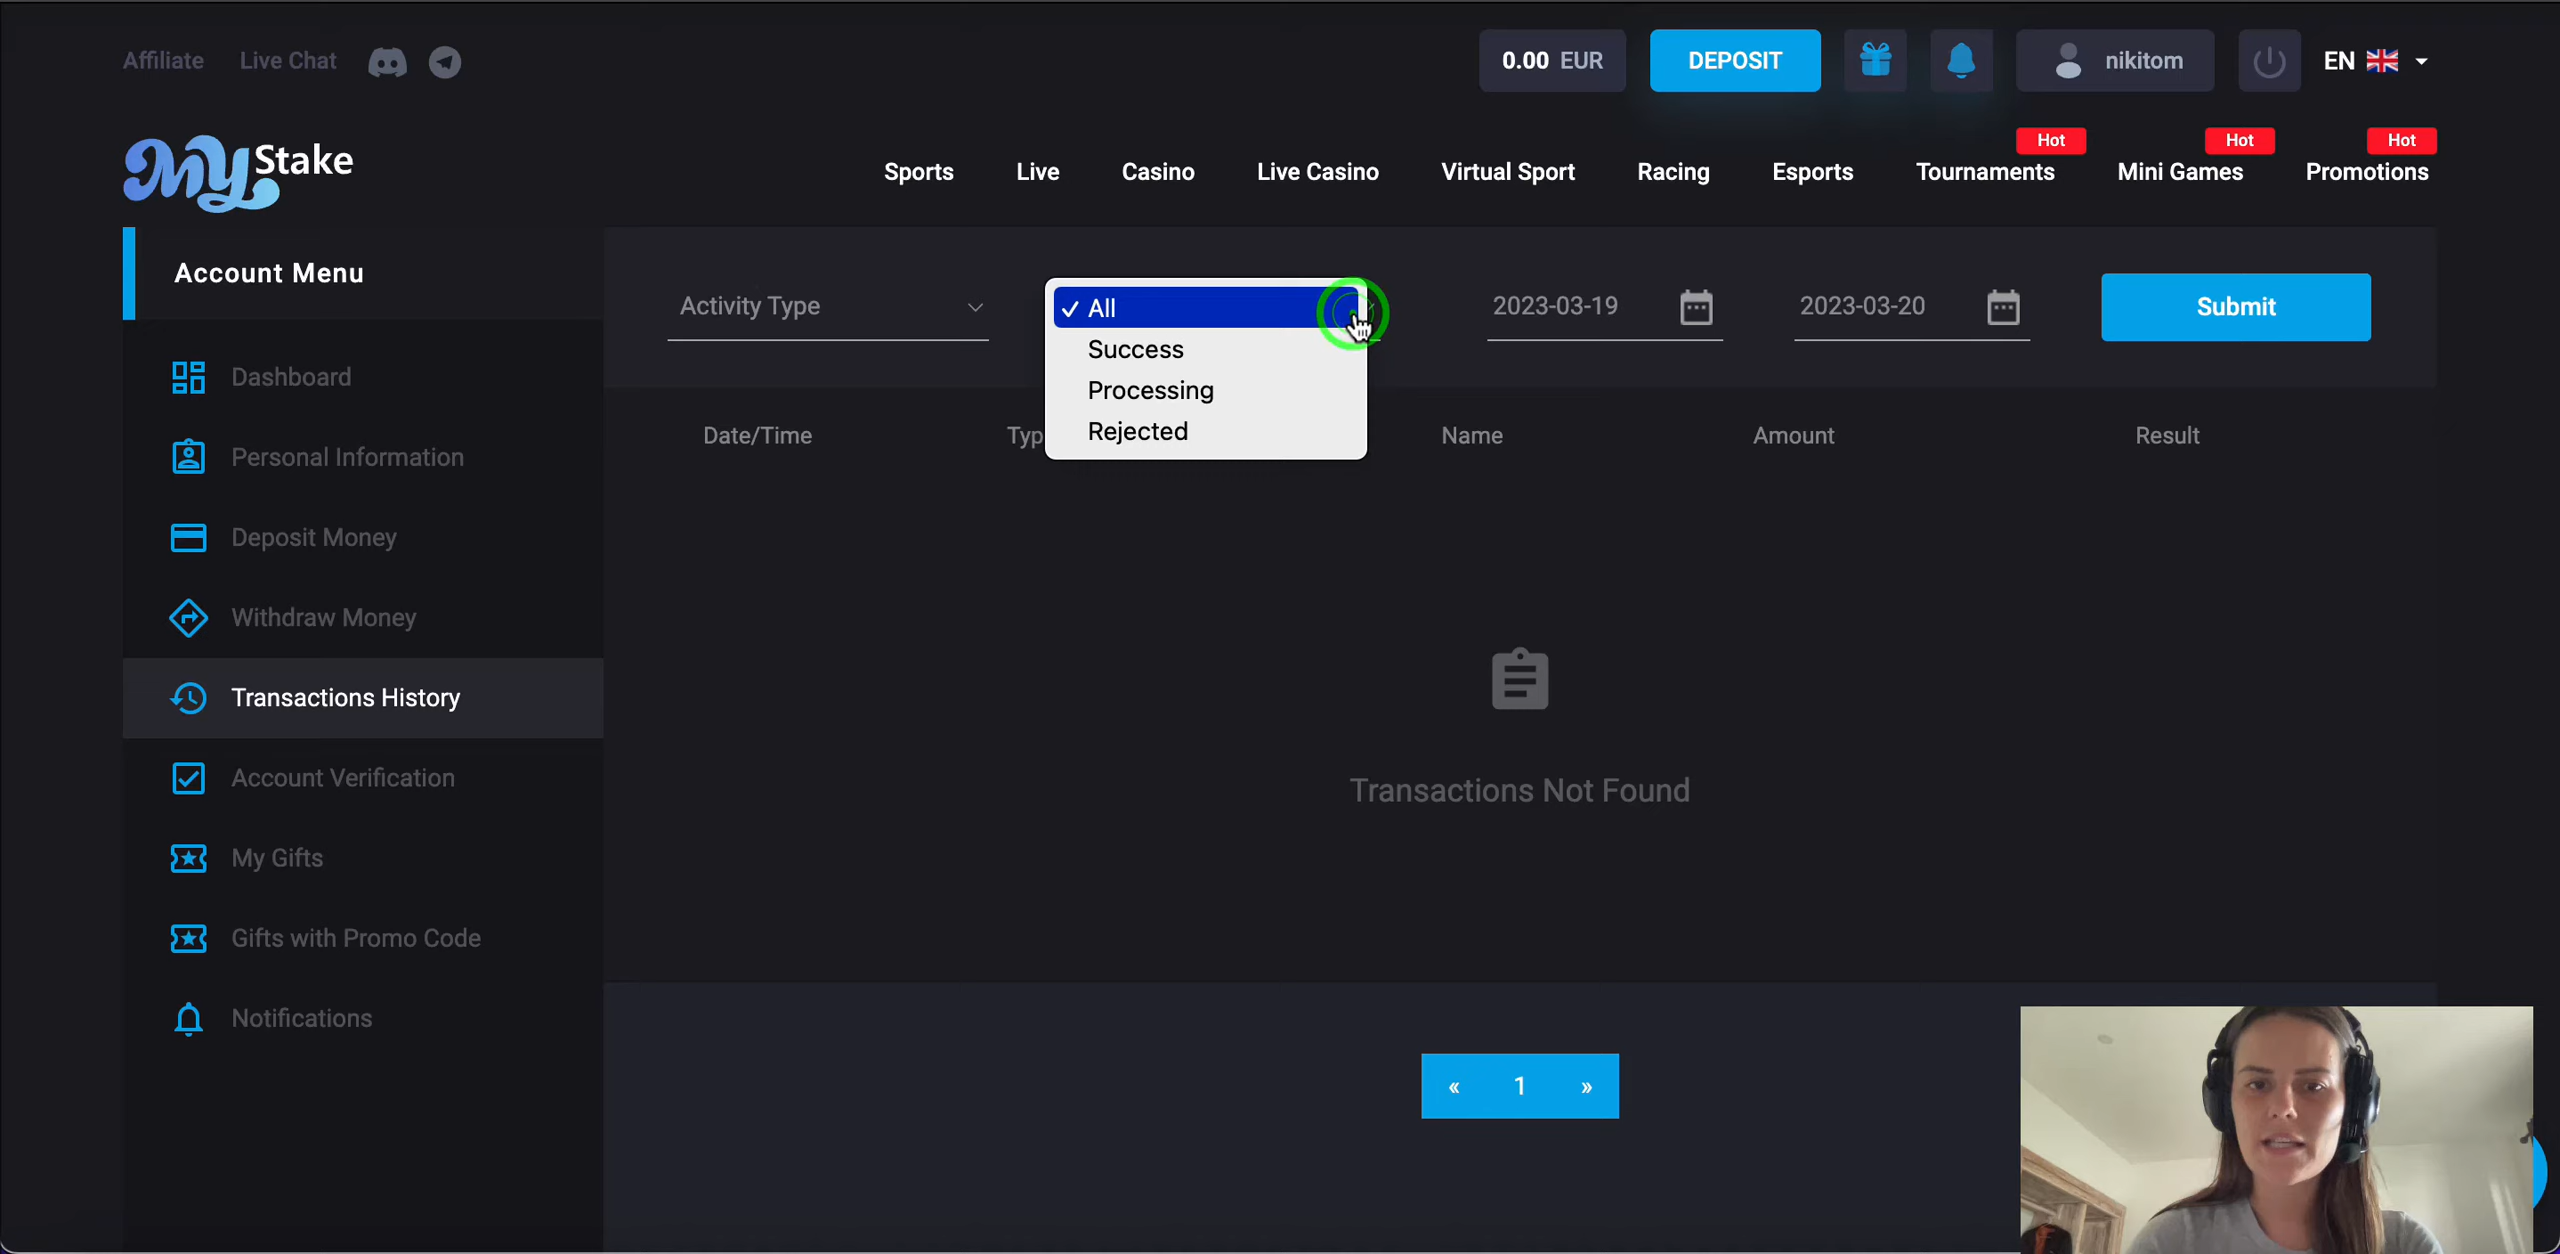 Affiliate Live Chat 0.00 EUR DEPOSIT nikitom EN
Hot Hot Hot
MyStake Sports Live Casino Live Casino Virtual Sport Racing Esports Tournaments Mini Games Promotions
Account Menu
Activity Type All 2023-03-19 2023-03-20 Submit
Success
Processing
Rejected
Dashboard
Date/Time Name Amount Result
Personal Information
Deposit Money
Withdraw Money
Transactions History
Account Verification
Transactions Not Found
My Gifts
Gifts with Promo Code
Notifications
« 1 »